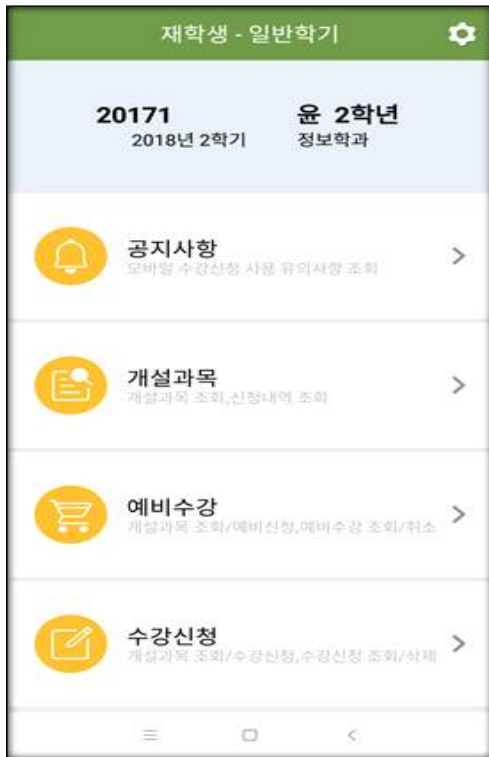 재학생 - 일반학기
20171 윤 2학년
2018년 2학기 정보학과
공지사항
모바일 수강신청 사용 유의사항 조회
개설과목
개설과목 조회,신청내역 조회
예비수강
개설과목 조회/예비신청,예비수강 조회/취소
수강신청
개설과목 조회/수강신청,수강신청 조회/삭제